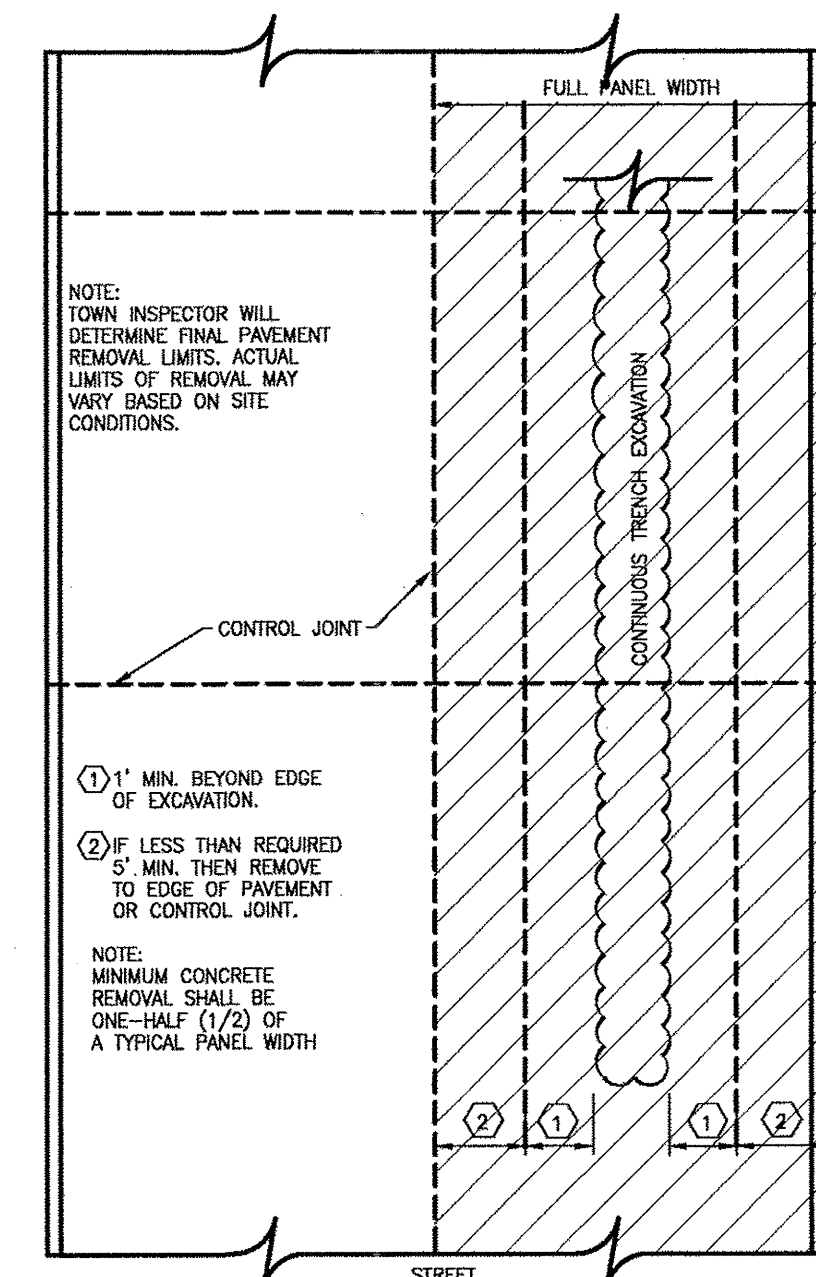 FULL PANEL WIDTH
NOTE:
TOWN INSPECTOR WILL
DETERMINE FINAL PAVEMENT
REMOVAL LIMITS. ACTUAL
LIMITS OF REMOVAL MAY
VARY BASED ON SITE
CONDITIONS.
CONTINUOUS TRENCH EXCAVATION
CONTROL JOINT
1 1' MIN. BEYOND EDGE
OF EXCAVATION.
2 IF LESS THAN REQUIRED
5'. MIN. THEN REMOVE
TO EDGE OF PAVEMENT
OR CONTROL JOINT.
NOTE:
MINIMUM CONCRETE
REMOVAL SHALL BE
ONE-HALF (1/2) OF
A TYPICAL PANEL WIDTH
2 1 1 2
STREET